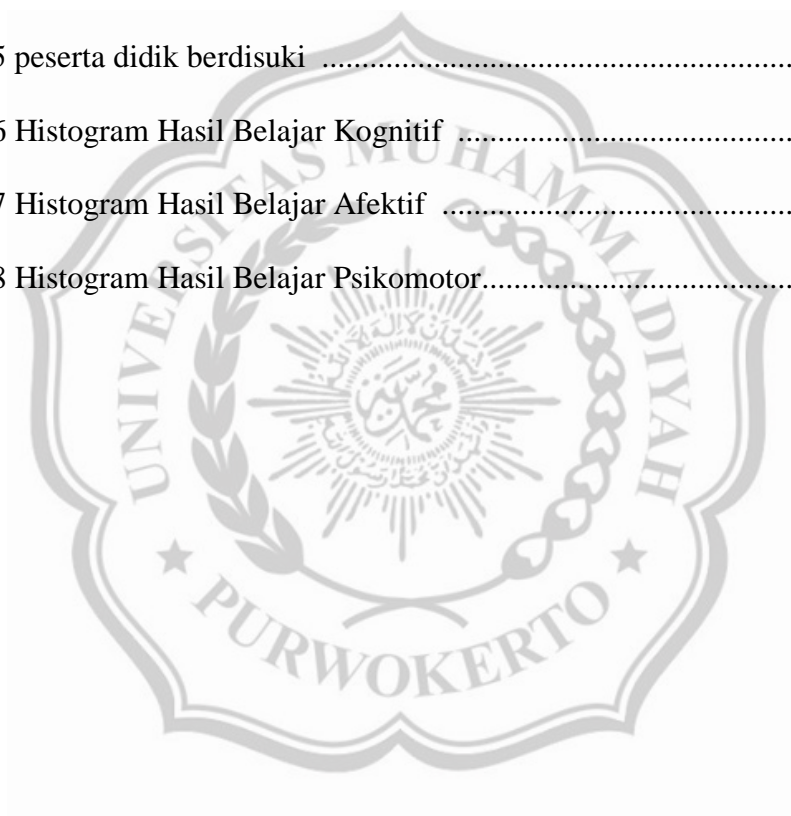 5 peserta didik berdisuki ..........................................................
6 Histogram Hasil Belajar Kognitif .........................................
7 Histogram Hasil Belajar Afektif ...........................................
8 Histogram Hasil Belajar Psikomotor......................................
UNIVERSITAS MUHAMMADIYAH
محمدية
PURWOKERTO